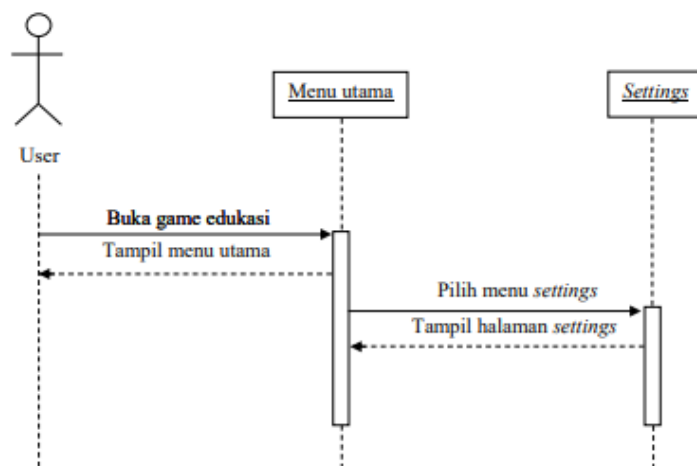 Menu utama
Settings
User
Buka game edukasi
Tampil menu utama
Pilih menu settings
Tampil halaman settings